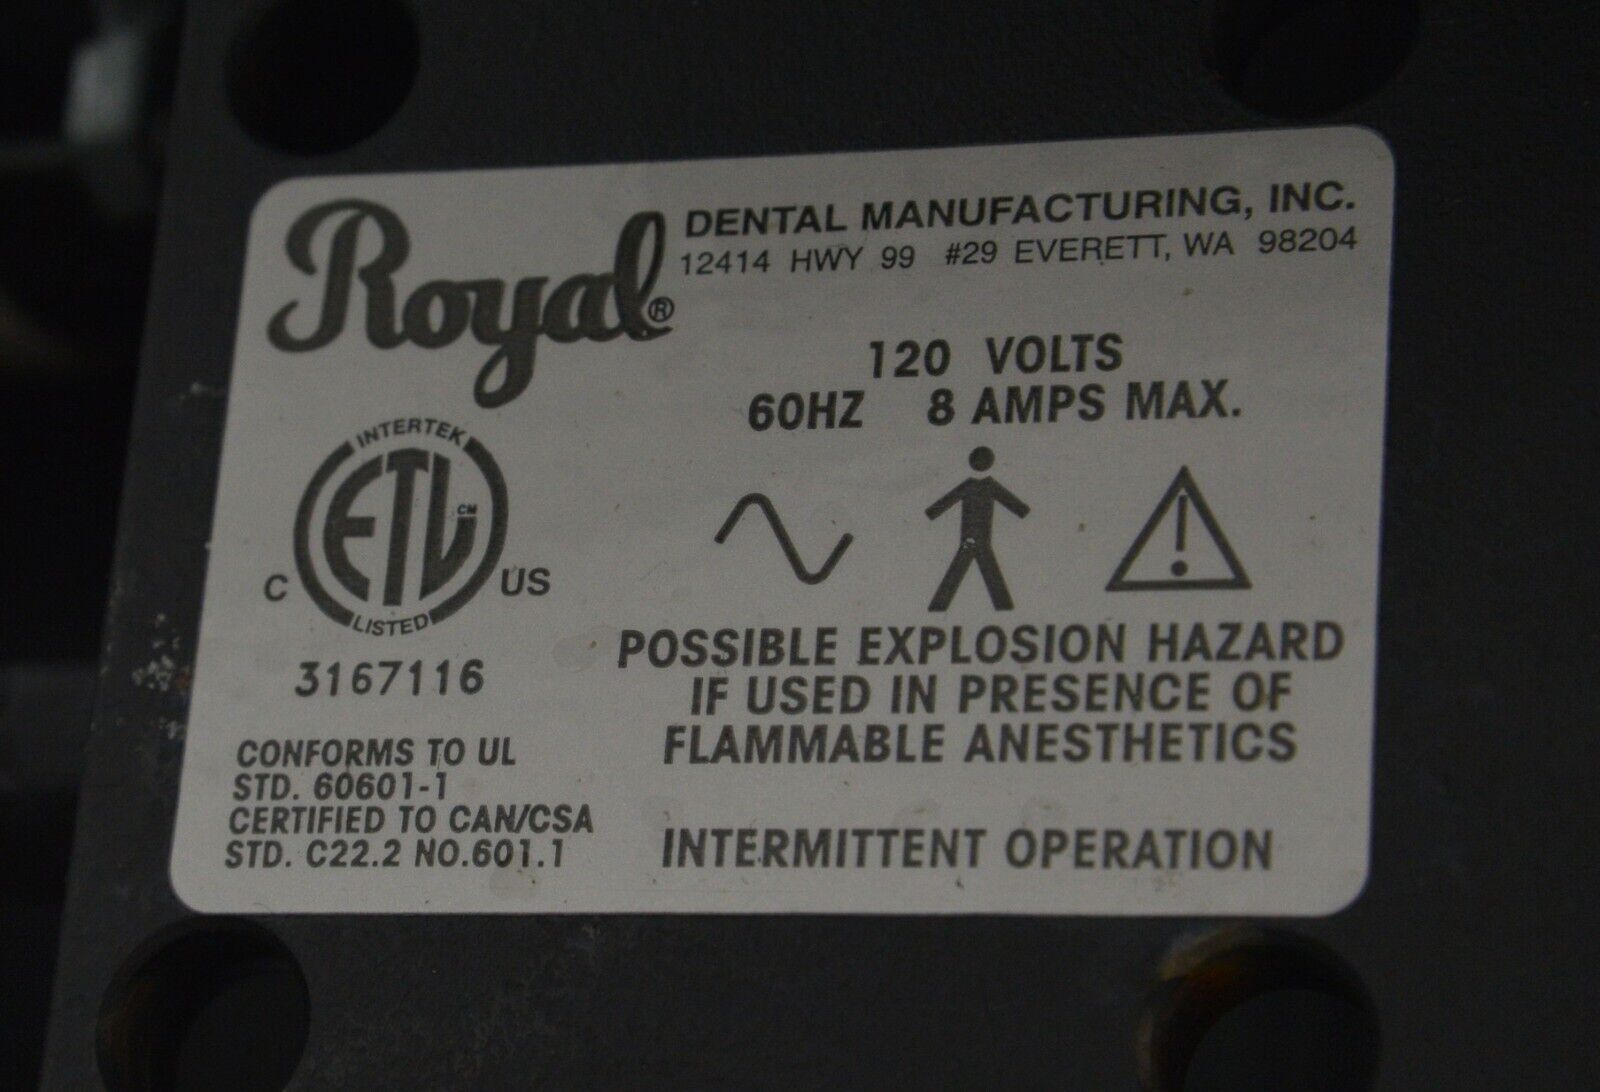 Royal®
DENTAL MANUFACTURING, INC.
12414 HWY 99 #29 EVERETT, WA 98204
120 VOLTS
60HZ 8 AMPS MAX.
INTERTEK
ETL CM
C US
LISTED
3167116
CONFORMS TO UL
STD. 60601-1
CERTIFIED TO CAN/CSA
STD. C22.2 NO.601.1
!
POSSIBLE EXPLOSION HAZARD
IF USED IN PRESENCE OF
FLAMMABLE ANESTHETICS
INTERMITTENT OPERATION